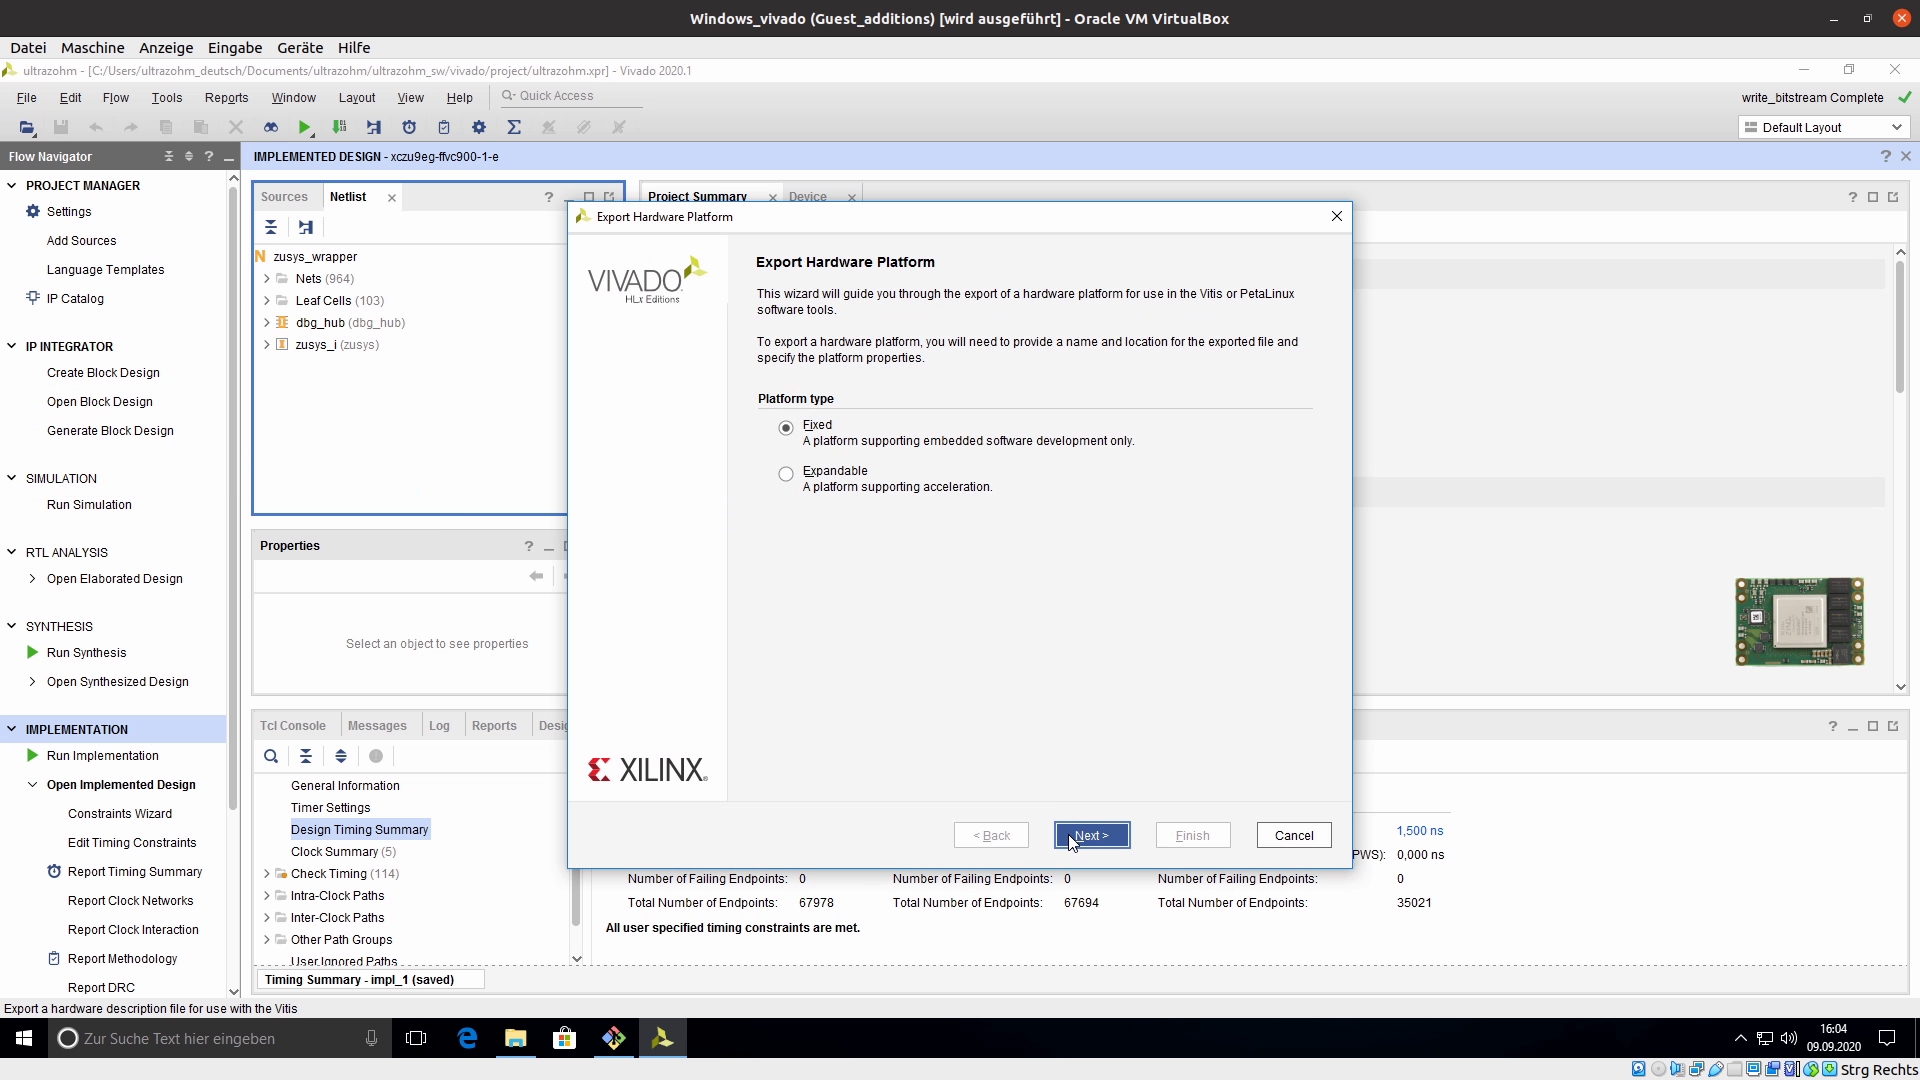 Windows_vivado (Guest_additions) [wird ausgeführt] - Oracle VM VirtualBox
Datei Maschine Anzeige Eingabe Geräte Hilfe
ultrazohm - [C:/Users/ultrazohm_deutsch/Documents/ultrazohm/ultrazohm_sw/vivado/project/ultrazohm.xpr] - Vivado 2020.1
File Edit Flow Tools Reports Window Layout View Help Quick Access
write_bitstream Complete
Default Layout
Flow Navigator
IMPLEMENTED DESIGN - xczu9eg-ffvc900-1-e
PROJECT MANAGER
Settings
Add Sources
Language Templates
IP Catalog
IP INTEGRATOR
Create Block Design
Open Block Design
Generate Block Design
SIMULATION
Run Simulation
RTL ANALYSIS
Open Elaborated Design
SYNTHESIS
Run Synthesis
Open Synthesized Design
IMPLEMENTATION
Run Implementation
Open Implemented Design
Constraints Wizard
Edit Timing Constraints
Report Timing Summary
Report Clock Networks
Report Clock Interaction
Report Methodology
Report DRC
Sources Netlist
zusys_wrapper
Nets (964)
Leaf Cells (103)
dbg_hub (dbg_hub)
zusys_i (zusys)
Properties
Select an object to see properties
Project Summary Device
Export Hardware Platform
VIVADO
HLx Editions
Export Hardware Platform
This wizard will guide you through the export of a hardware platform for use in the Vitis or PetaLinux
software tools.
To export a hardware platform, you will need to provide a name and location for the exported file and
specify the platform properties.
Platform type
Fixed
A platform supporting embedded software development only.
Expandable
A platform supporting acceleration.
XILINX
< Back Next > Finish Cancel
Tcl Console Messages Log Reports Desig
General Information
Timer Settings
Design Timing Summary
Clock Summary (5)
Check Timing (114)
Intra-Clock Paths
Inter-Clock Paths
Other Path Groups
User Ignored Paths
1,500 ns
PWS): 0,000 ns
Number of Failing Endpoints: 0 Number of Failing Endpoints: 0 Number of Failing Endpoints: 0
Total Number of Endpoints: 67978 Total Number of Endpoints: 67694 Total Number of Endpoints: 35021
All user specified timing constraints are met.
Timing Summary - impl_1 (saved)
Export a hardware description file for use with the Vitis
Zur Suche Text hier eingeben
16:04
09.09.2020
Strg Rechts